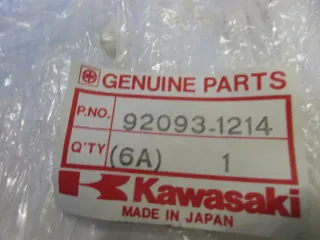 GENUINE PARTS
P.NO. 92093-1214
Q'TY (6A) 1
Kawasaki
MADE IN JAPAN